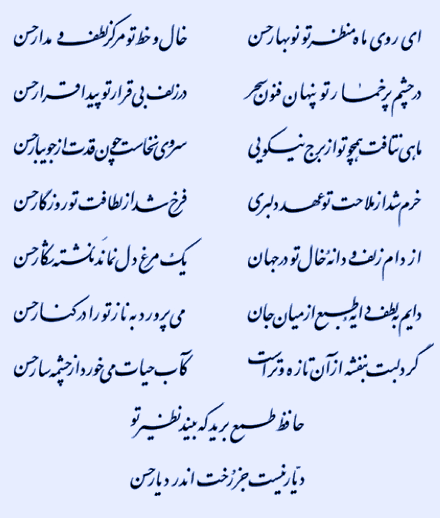 ای روی ماه منظر تو نوبهار حسن خال و خط تو مرکز لطف و مدار حسن
در چشم پرخمار تو پنهان فنون سحر در زلف بی قرار تو پیدا قرار حسن
ماهی نتافت همچو تو از برج نیکویی سروی نخاست چون قدت از جویبار حسن
خرم شد از ملاحت تو عهد دلبری فرخ شد از لطافت تو روزگار حسن
از دام زلف و دانهٔ خال تو در جهان یک مرغ دل نماند نگشته شکار حسن
دایم بلطف دایهٔ طبع از میان جان می پرورد به ناز تو را در کنار حسن
گرد لبت بنفشه از آن تازه و تر است کآب حیات می خورد از چشمه سار حسن
حافظ طمع برید که بیند نظیر تو
دیّار نیست جز رخت اندر دیار حسن